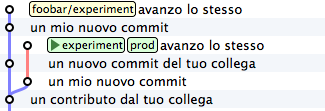 foobar/experiment avanzo lo stesso
un mio nuovo commit
experiment prod avanzo lo stesso
un nuovo commit del tuo collega
un mio nuovo commit
un contributo dal tuo collega